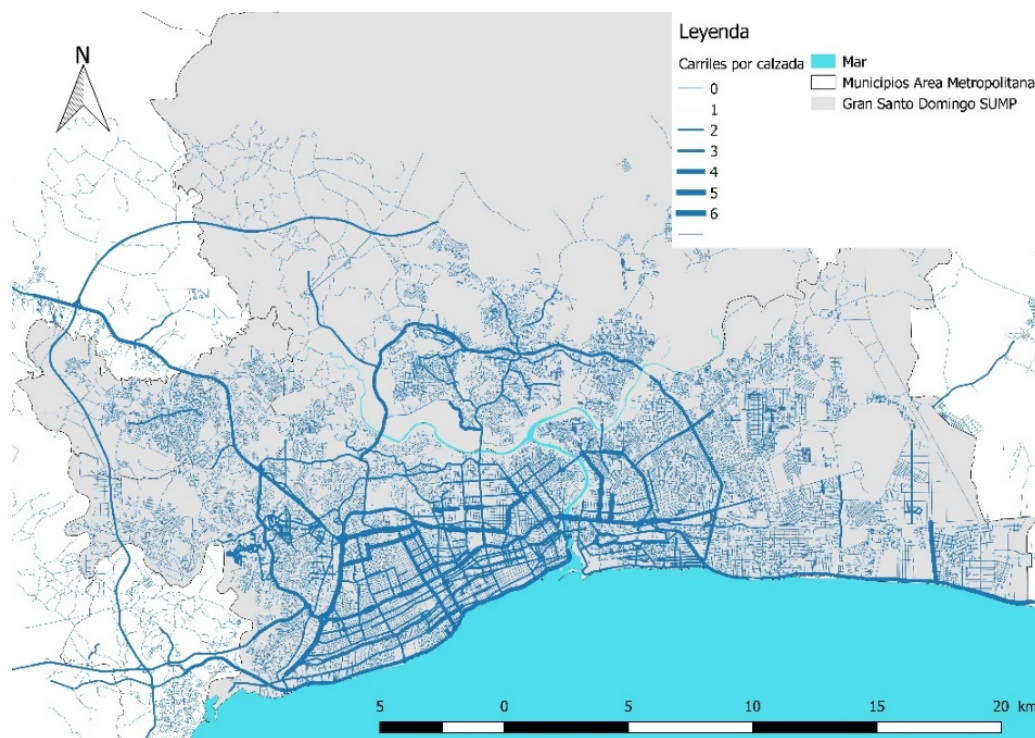 N
Leyenda
Carriles por calzada
0
1
2
3
4
5
6
Mar
Municipios Area Metropolitana
Gran Santo Domingo SUMP
5 0 5 10 15 20 km